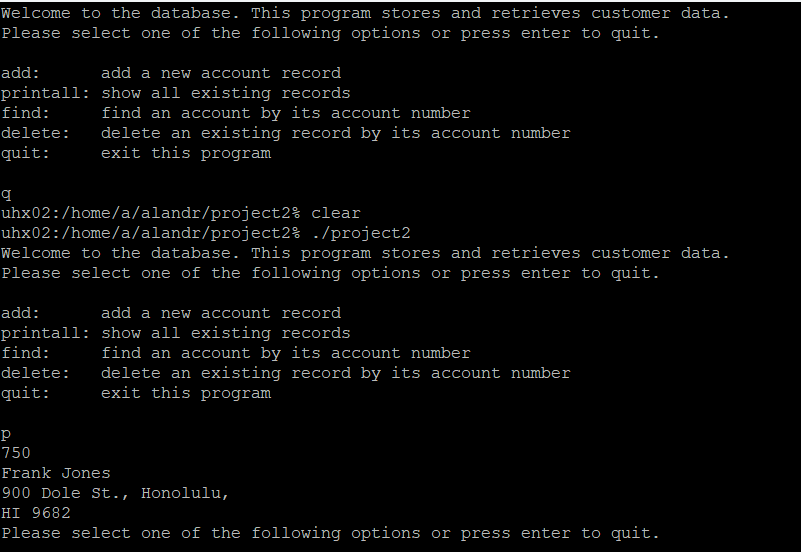 Welcome to the database. This program stores and retrieves customer data.
Please select one of the following options or press enter to quit.
add:      add a new account record
printall: show all existing records
find:     find an account by its account number
delete:   delete an existing record by its account number
quit:     exit this program
q
uhx02:/home/a/alandr/project2% clear
uhx02:/home/a/alandr/project2% ./project2
Welcome to the database. This program stores and retrieves customer data.
Please select one of the following options or press enter to quit.
add:      add a new account record
printall: show all existing records
find:     find an account by its account number
delete:   delete an existing record by its account number
quit:     exit this program
p
750
Frank Jones
900 Dole St., Honolulu,
HI 9682
Please select one of the following options or press enter to quit.